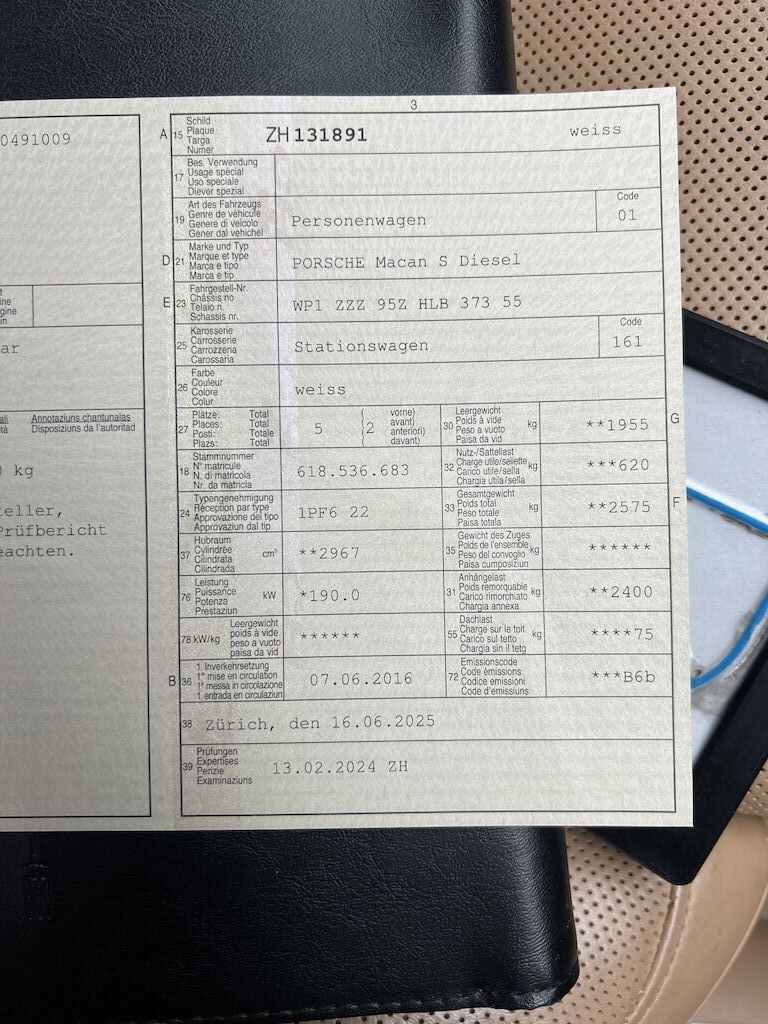 0491009
ine
gine
in
ar
Annotaziuns chantunalas
Disposiziuns da l'autoritad
kg
Prüfbericht
eachten.
3
A 15 Schild
Plaque
Targa
Numer
ZH 131891 weiss
17 Bes. Verwendung
Usage spécial
Uso speciale
Diever spezial
19 Art des Fahrzeugs
Genre de véhicule
Genere di veicolo
Gener dal vehichel
Personenwagen
Code
01
D 21 Marke und Typ
Marque et type
Marca e tipo
Marca e tip
PORSCHE Macan S Diesel
E 23 Fahrgestell-Nr.
Châssis no
Telaio n.
Schassis nr.
WP1 ZZZ 95Z HLB 373 55
25 Karosserie
Carrosserie
Carrozzeria
Carossaria
Stationswagen
Code
161
26 Farbe
Couleur
Colore
Colur
weiss
27 Plätze: Total
Places: Total
Posti: Totale
Plazs: Total
5 (2 vorne)
avant)
anteriori)
davant)
30 Leergewicht
Poids à vide
Peso a vuoto
Paisa da vid
kg **1955 G
18 Stammnummer
N° matricule
N. di matricola
Nr. da matricla
618.536.683
32 Nutz-/Sattellast
Charge utile/sellette
Carico utile/sella
Chargia utila/sella
kg ***620
24 Typengenehmigung
Réception par type
Approvazione del tipo
Approvaziun dal tip
1PF6 22
33 Gesamtgewicht
Poids total
Peso totale
Paisa totala
kg **2575 F
37 Hubraum
Cylindrée
Cilindrata
Cilindrada
cm³ **2967
35 Gewicht des Zuges
Poids de l'ensemble
Peso del convoglio
Paisa cumposiziun
kg ******
76 Leistung
Puissance
Potenza
Prestaziun
kW *190.0
31 Anhängelast
Poids remorquable
Carico rimorchiato
Chargia annexa
kg **2400
78 kW/kg Leergewicht
poids à vide
peso a vuoto
paisa da vid
******
55 Dachlast
Charge sur le toit
Carico sul tetto
Chargia sin il tetg
kg ****75
B 36 1. Inverkehrsetzung
1re mise en circulation
1a messa in circolazione
1. entrada en circulaziun
07.06.2016
72 Emissionscode
Code émissions
Codice emissioni
Code d'emissiuns
***B6b
38 Zürich, den 16.06.2025
39 Prüfungen
Expertises
Perizie
Examinaziuns
13.02.2024 ZH